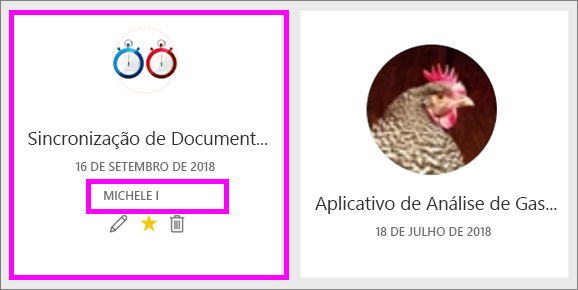 Sincronização de Document...
16 DE SETEMBRO DE 2018
MICHELE I
Aplicativo de Análise de Gas...
18 DE JULHO DE 2018